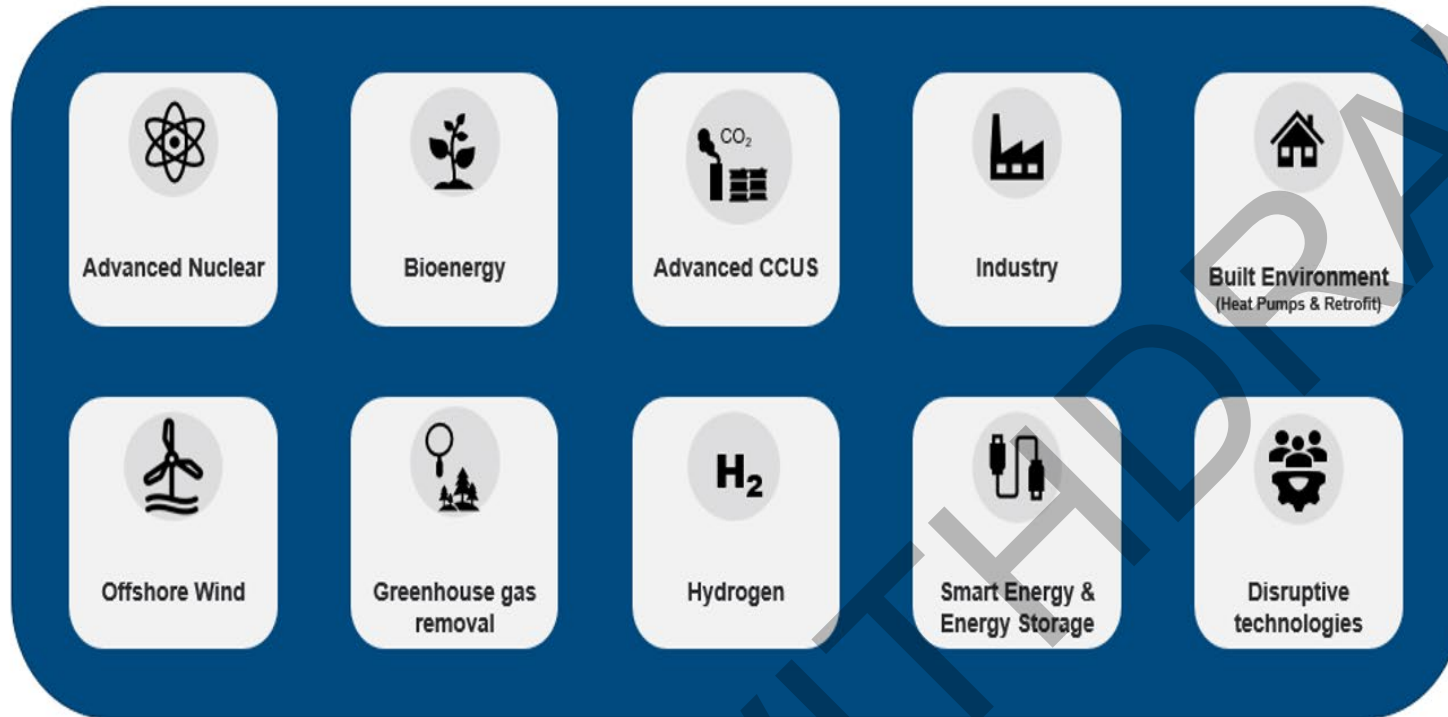 CO₂
Advanced Nuclear
Bioenergy
Advanced CCUS
Industry
Built Environment
(Heat Pumps & Retrofit)
H₂
Offshore Wind
Greenhouse gas
removal
Hydrogen
Smart Energy &
Energy Storage
Disruptive
technologies